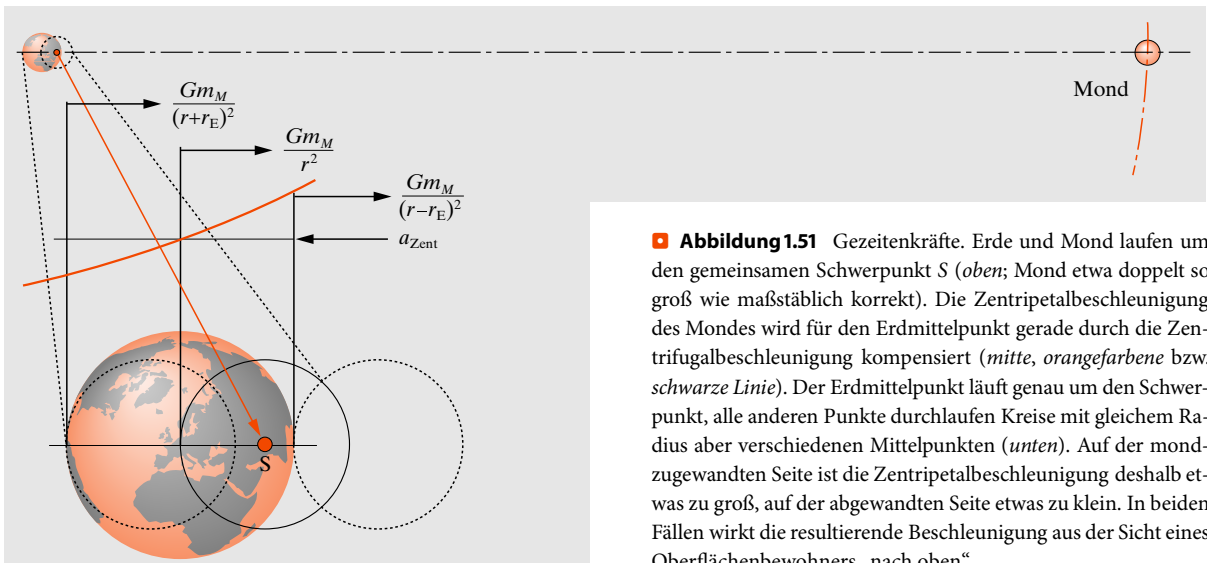 Mond
Gm_M
(r+r_E)^2
Gm_M
r^2
Gm_M
(r–r_E)^2
a_Zent
S
Abbildung 1.51 Gezeitenkräfte. Erde und Mond laufen um
den gemeinsamen Schwerpunkt S (oben; Mond etwa doppelt so
groß wie maßstäblich korrekt). Die Zentripetalbeschleunigung
des Mondes wird für den Erdmittelpunkt gerade durch die Zen-
trifugalbeschleunigung kompensiert (mitte, orangefarbene bzw.
schwarze Linie). Der Erdmittelpunkt läuft genau um den Schwer-
punkt, alle anderen Punkte durchlaufen Kreise mit gleichem Ra-
dius aber verschiedenen Mittelpunkten (unten). Auf der mond-
zugewandten Seite ist die Zentripetalbeschleunigung deshalb et-
was zu groß, auf der abgewandten Seite etwas zu klein. In beiden
Fällen wirkt die resultierende Beschleunigung aus der Sicht eines
Oberflächenbewohners „nach oben“